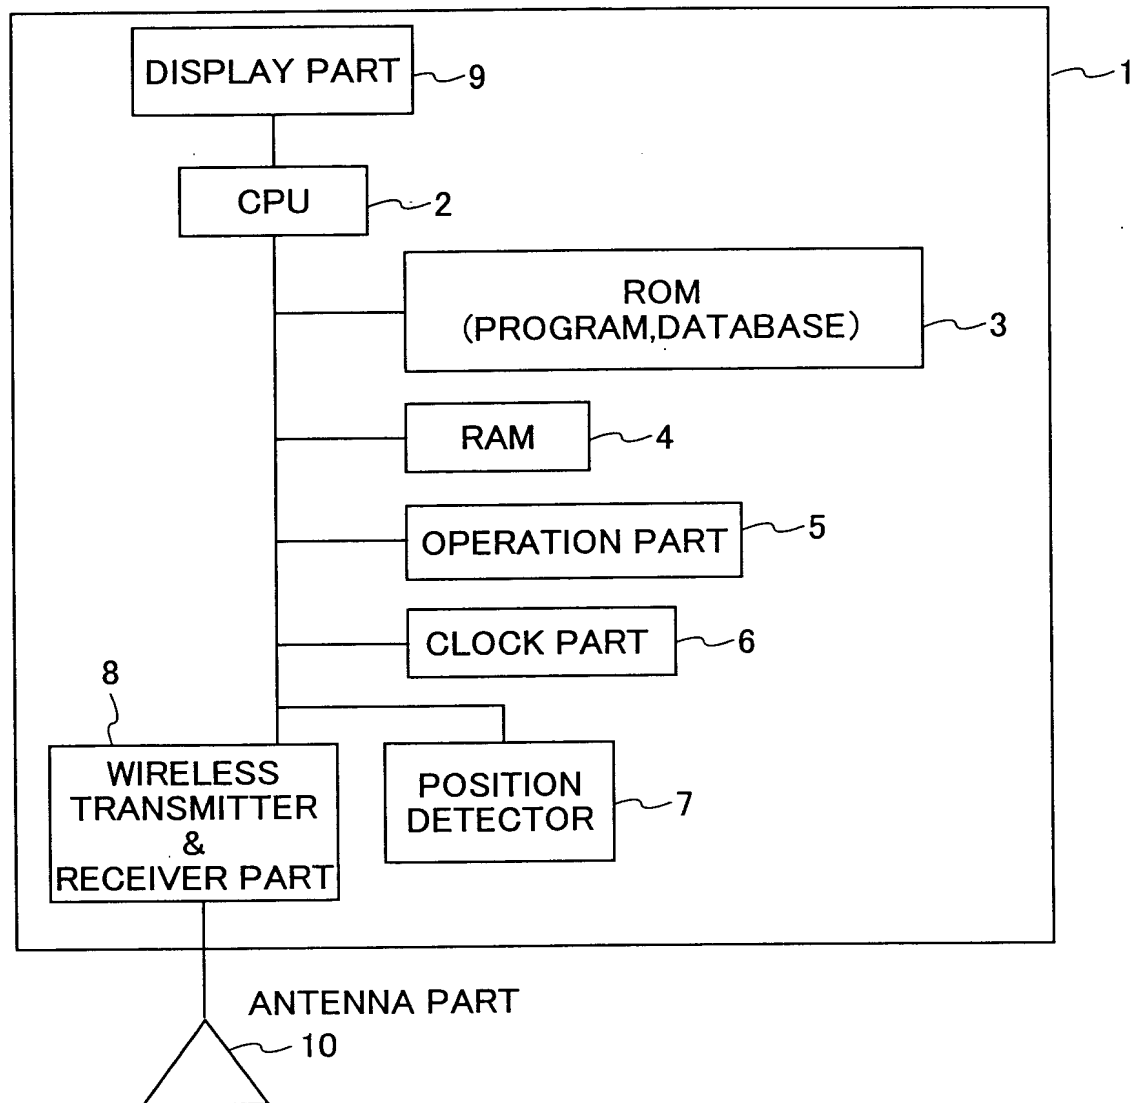 DISPLAY PART
9
1
CPU
2
ROM
(PROGRAM,DATABASE)
3
RAM
4
OPERATION PART
5
CLOCK PART
6
8
WIRELESS
TRANSMITTER
&
RECEIVER PART
POSITION
DETECTOR
7
ANTENNA PART
10